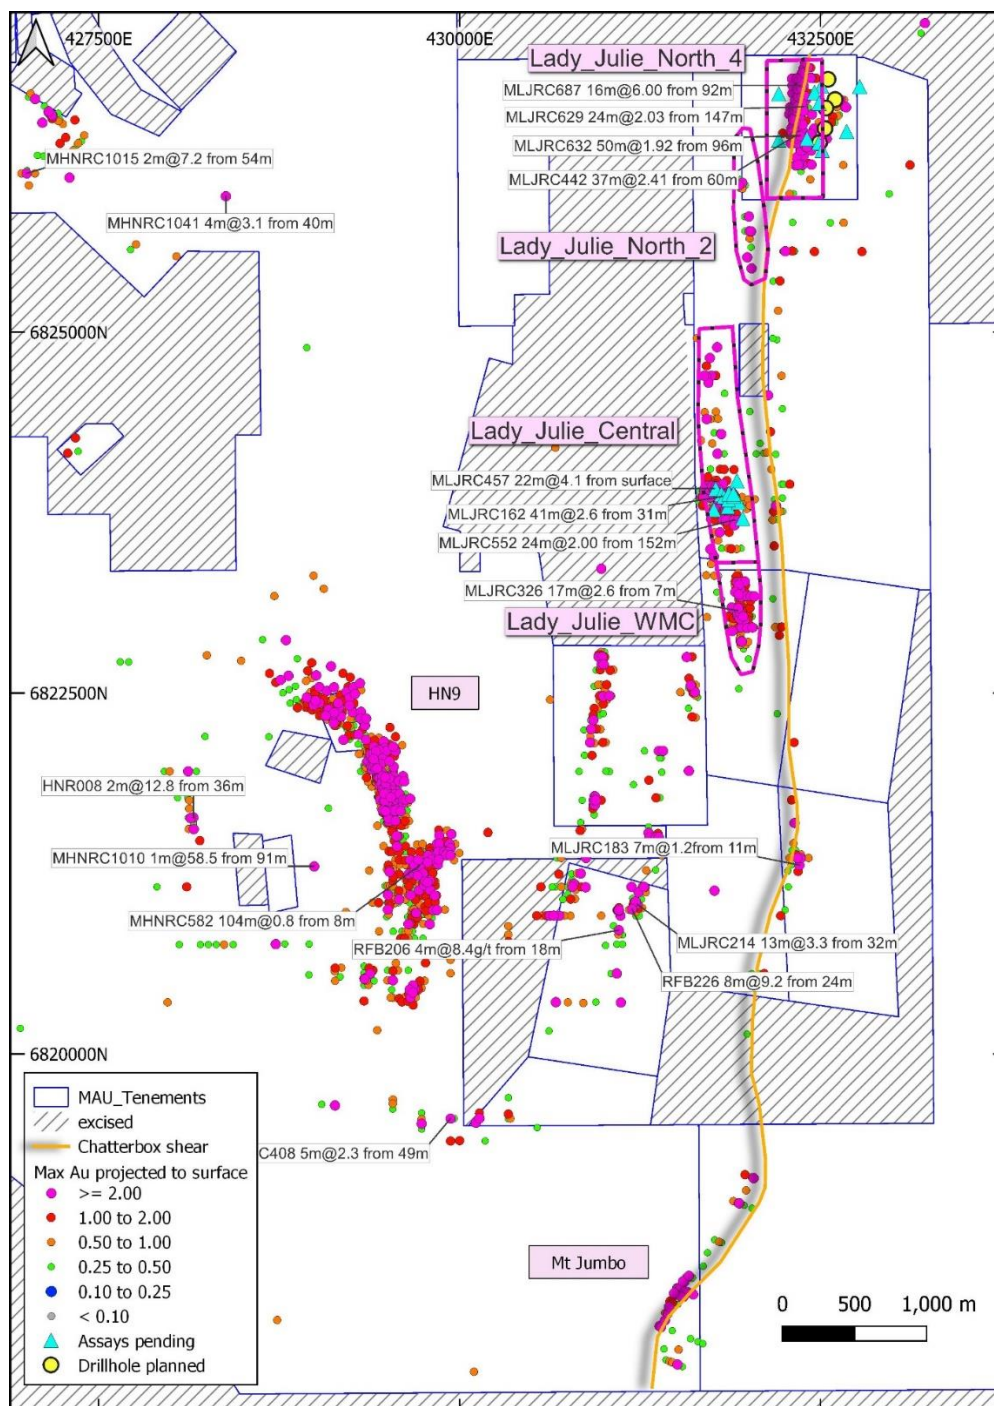 427500E
430000E
432500E
Lady_Julie_North_4
MLJRC687 16m@6.00 from 92m
MLJRC629 24m@2.03 from 147m
MLJRC632 50m@1.92 from 96m
MLJRC442 37m@2.41 from 60m
MHNRC1015 2m@7.2 from 54m
MHNRC1041 4m@3.1 from 40m
Lady_Julie_North_2
6825000N
Lady_Julie_Central
MLJRC457 22m@4.1 from surface
MLJRC162 41m@2.6 from 31m
MLJRC552 24m@2.00 from 152m
MLJRC326 17m@2.6 from 7m
Lady_Julie_WMC
6822500N
HN9
HNR008 2m@12.8 from 36m
MHNRC1010 1m@58.5 from 91m
MLJRC183 7m@1.2from 11m
MHNRC582 104m@0.8 from 8m
RFB206 4m@8.4g/t from 18m
MLJRC214 13m@3.3 from 32m
RFB226 8m@9.2 from 24m
6820000N
C408 5m@2.3 from 49m
MAU_Tenements
excised
Chatterbox shear
Max Au projected to surface
>= 2.00
1.00 to 2.00
0.50 to 1.00
0.25 to 0.50
0.10 to 0.25
< 0.10
Assays pending
Drillhole planned
Mt Jumbo
0 500 1,000 m